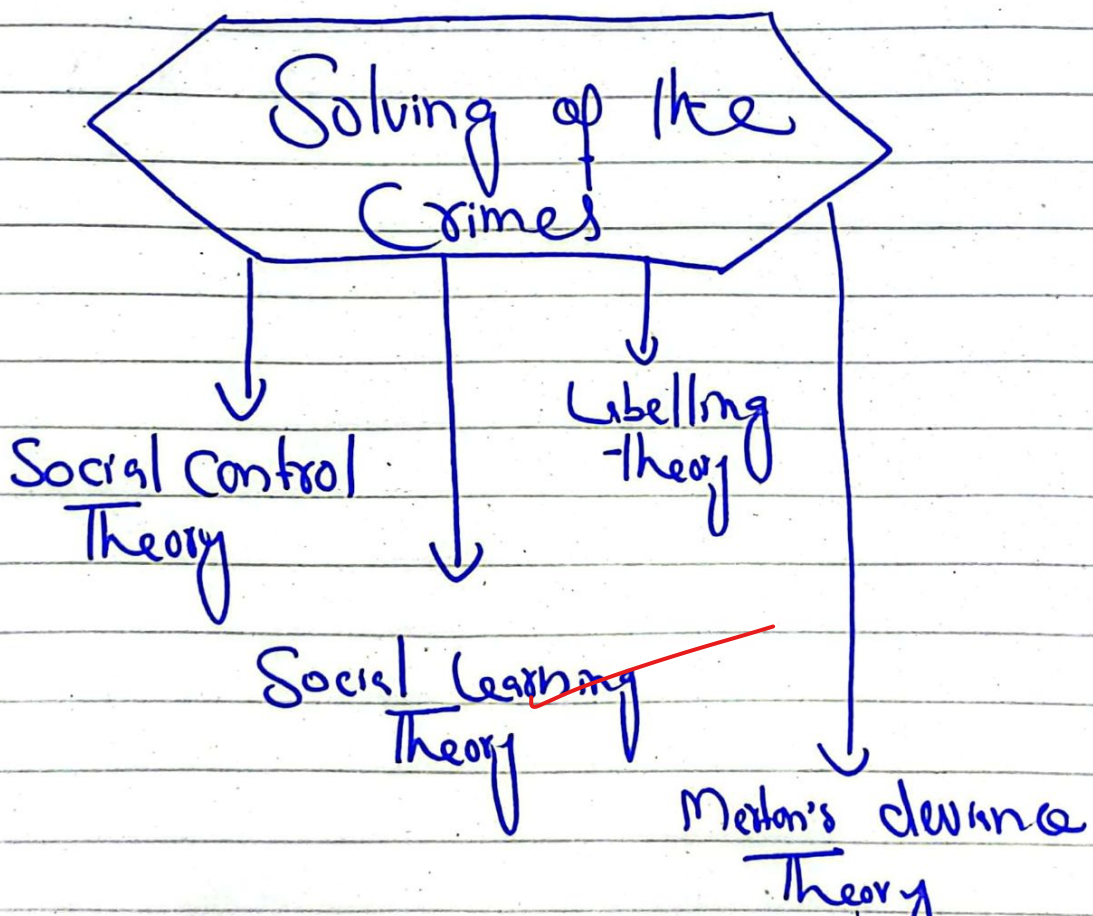 Solving of the
Crimes
Social Control
Theory
Labelling
Theory
Social Learning
Theory
Merton's deviance
Theory